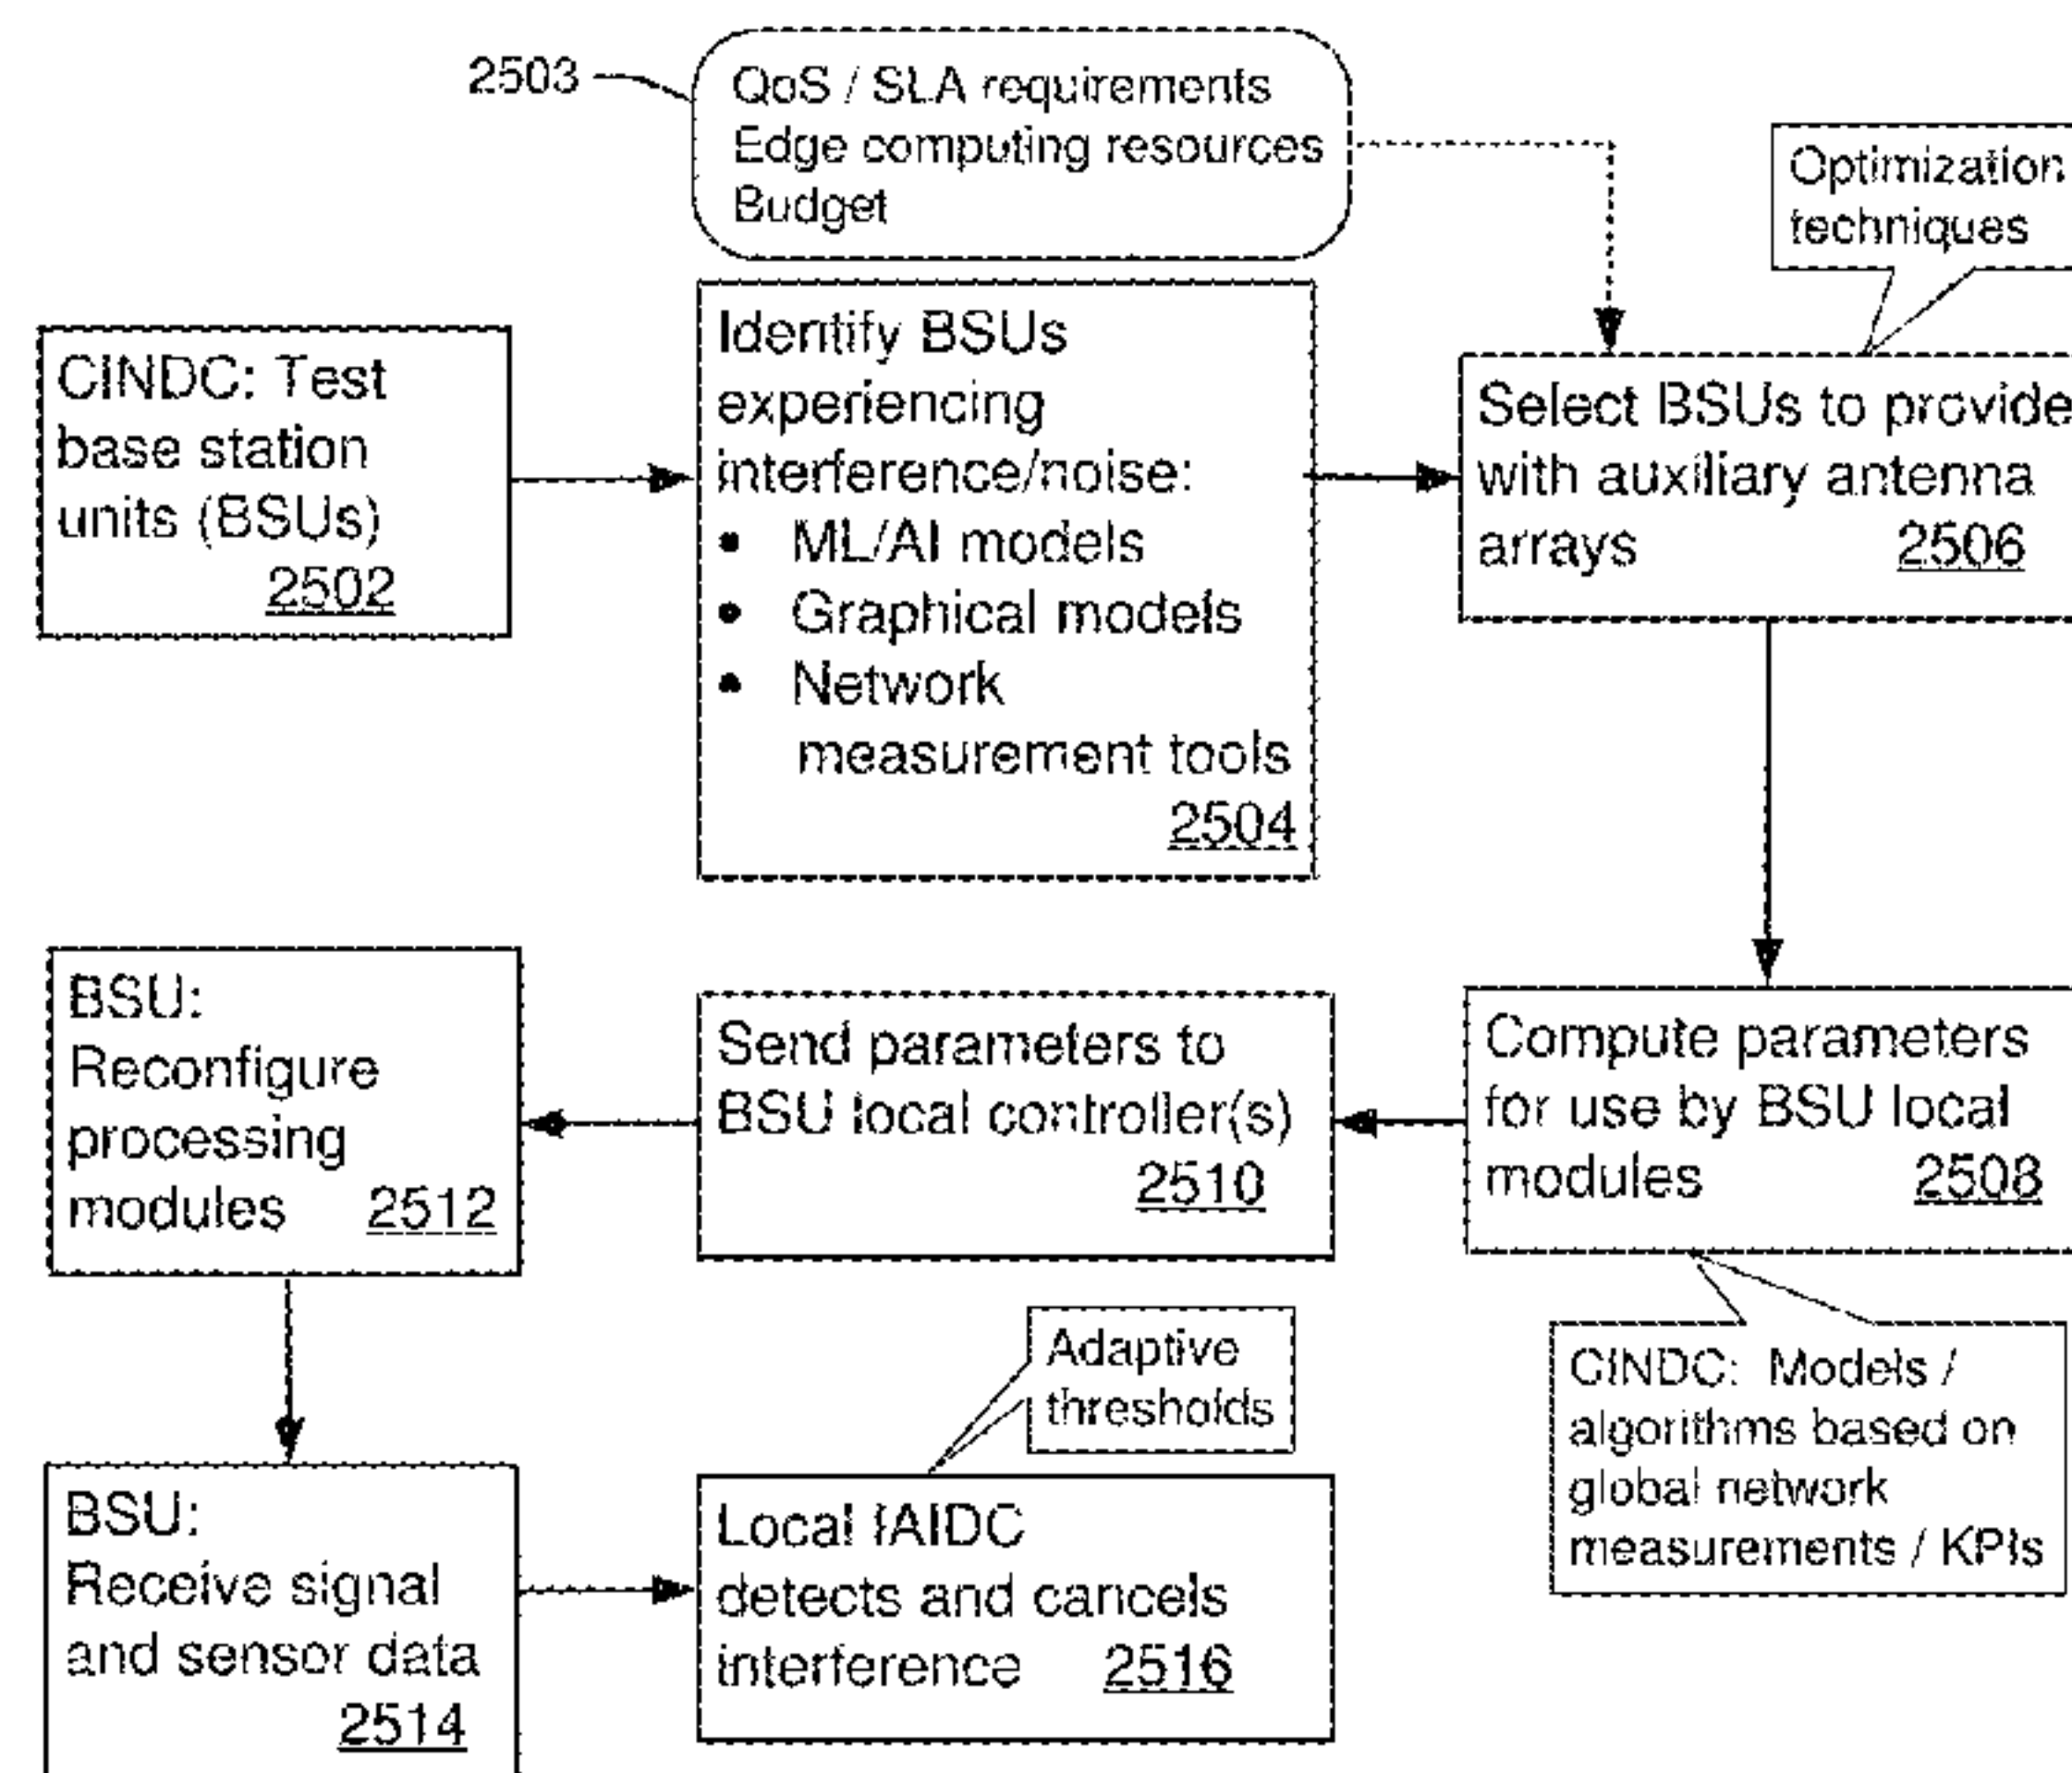 2503
QoS / SLA requirements
Edge computing resources
Budget
Optimization
techniques
CINDC: Test
base station
units (BSUs)
2502
Identify BSUs
experiencing
interference/noise:
• ML/AI models
• Graphical models
• Network
measurement tools
2504
Select BSUs to provide
with auxiliary antenna
arrays 2506
BSU:
Reconfigure
processing
modules 2512
Send parameters to
BSU local controller(s)
2510
Compute parameters
for use by BSU local
modules 2508
Adaptive
thresholds
CINDC: Models /
algorithms based on
global network
measurements / KPIs
BSU:
Receive signal
and sensor data
2514
Local IAIDC
detects and cancels
interference 2516